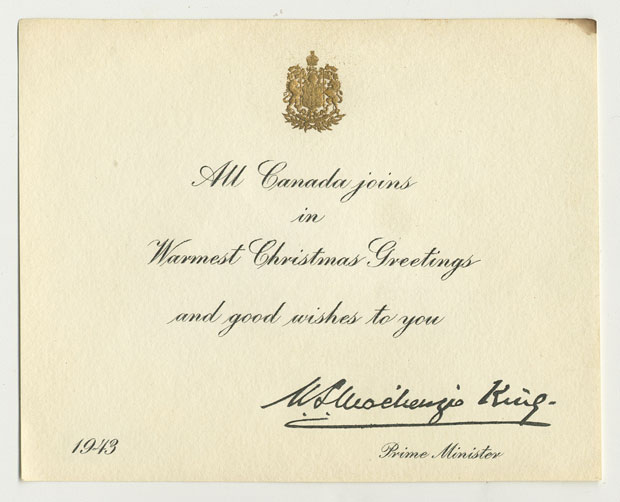 All Canada joins
in
Warmest Christmas Greetings
and good wishes to you
W. L. Mackenzie King.
1943
Prime Minister